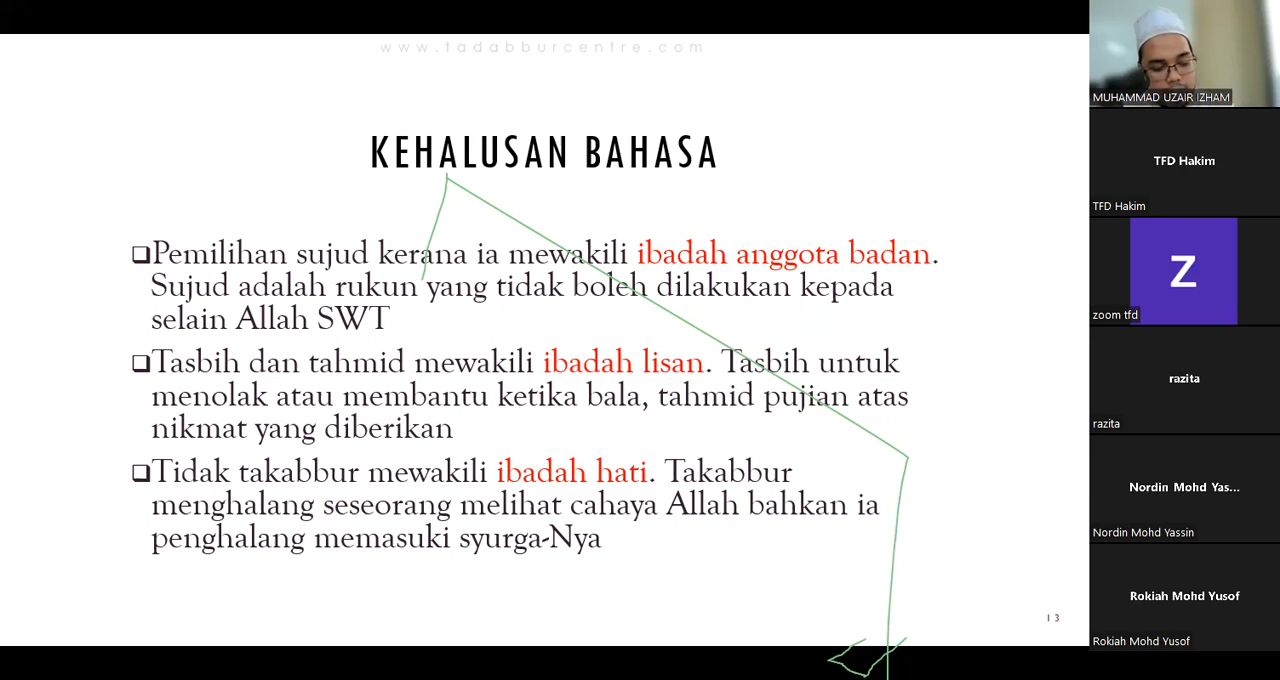 www.tadabburcentre.com
KEHALUSAN BAHASA
❑Pemilihan sujud kerana ia mewakili ibadah anggota badan.
Sujud adalah rukun yang tidak boleh dilakukan kepada
selain Allah SWT
❑Tasbih dan tahmid mewakili ibadah lisan. Tasbih untuk
menolak atau membantu ketika bala, tahmid pujian atas
nikmat yang diberikan
❑Tidak takabbur mewakili ibadah hati. Takabbur
menghalang seseorang melihat cahaya Allah bahkan ia
penghalang memasuki syurga-Nya
13
MUHAMMAD UZAIR IZHAM
TFD Hakim
TFD Hakim
Z
zoom tfd
razita
razita
Nordin Mohd Yas...
Nordin Mohd Yassin
Rokiah Mohd Yusof
Rokiah Mohd Yusof